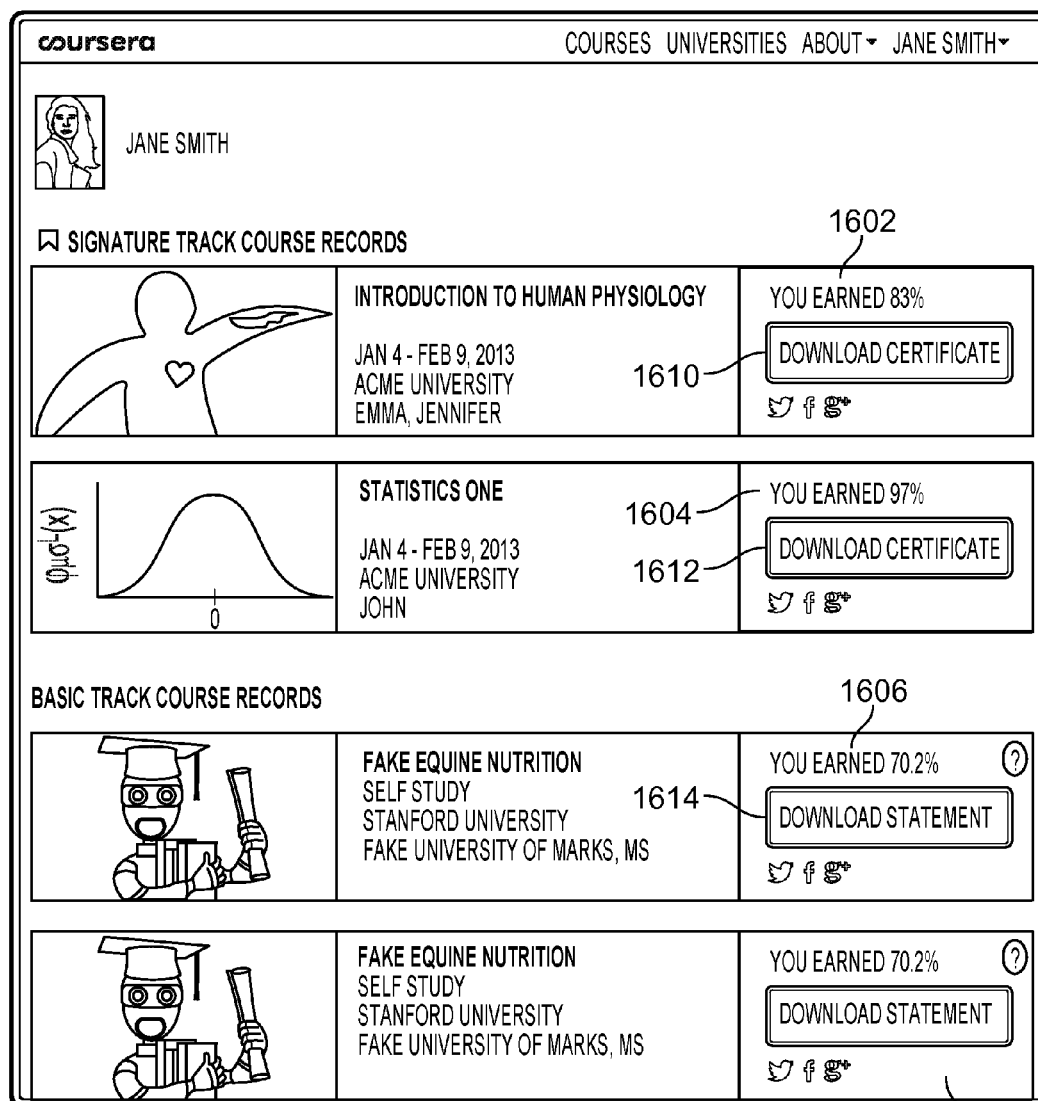 coursera COURSES UNIVERSITIES ABOUT JANE SMITH
JANE SMITH
SIGNATURE TRACK COURSE RECORDS
1602
INTRODUCTION TO HUMAN PHYSIOLOGY
JAN 4 - FEB 9, 2013
ACME UNIVERSITY
EMMA, JENNIFER
YOU EARNED 83%
1610
DOWNLOAD CERTIFICATE
f g+
φμσ²(x)
0
STATISTICS ONE
JAN 4 - FEB 9, 2013
ACME UNIVERSITY
JOHN
1604
YOU EARNED 97%
1612
DOWNLOAD CERTIFICATE
f g+
BASIC TRACK COURSE RECORDS
1606
FAKE EQUINE NUTRITION
SELF STUDY
STANFORD UNIVERSITY
FAKE UNIVERSITY OF MARKS, MS
YOU EARNED 70.2% ?
1614
DOWNLOAD STATEMENT
f g+
FAKE EQUINE NUTRITION
SELF STUDY
STANFORD UNIVERSITY
FAKE UNIVERSITY OF MARKS, MS
YOU EARNED 70.2% ?
DOWNLOAD STATEMENT
f g+